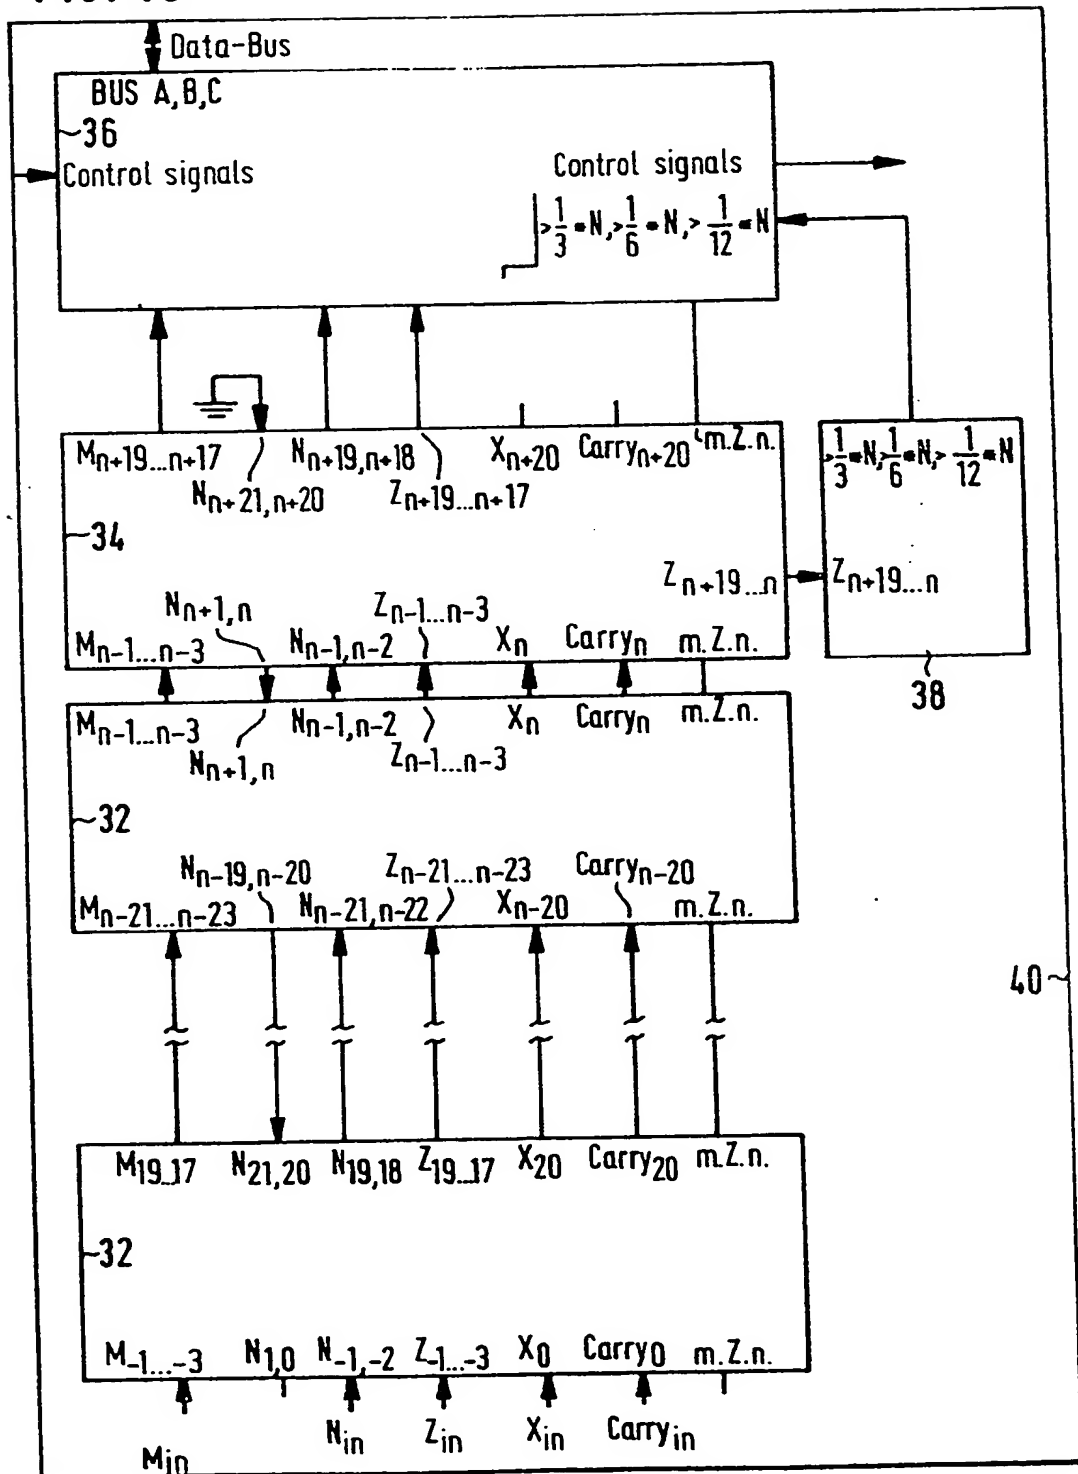 Data-Bus
BUS A,B,C
36
Control signals
Control signals
>1/3*N,>1/6*N,>1/12*N
Mn+19...n+17 Nn+19,n+18 Xn+20 Carryn+20 m.Z.n.
Nn+21,n+20 Zn+19...n+17
>1/3*N,>1/6*N,>1/12*N
34
Zn+19...n Zn+19...n
Nn+1,n Zn-1...n-3
Mn-1...n-3 Nn-1,n-2 Xn Carryn m.Z.n.
38
Mn-1...n-3 Nn-1,n-2 Xn Carryn m.Z.n.
Nn+1,n Zn-1...n-3
32
Nn-19,n-20 Zn-21...n-23 Carryn-20
Mn-21...n-23 Nn-21,n-22 Xn-20 m.Z.n.
40
M19...17 N21,20 N19,18 Z19...17 X20 Carry20 m.Z.n.
32
M-1...-3 N1,0 N-1,-2 Z-1...-3 X0 Carry0 m.Z.n.
Min Nin Zin Xin Carryin